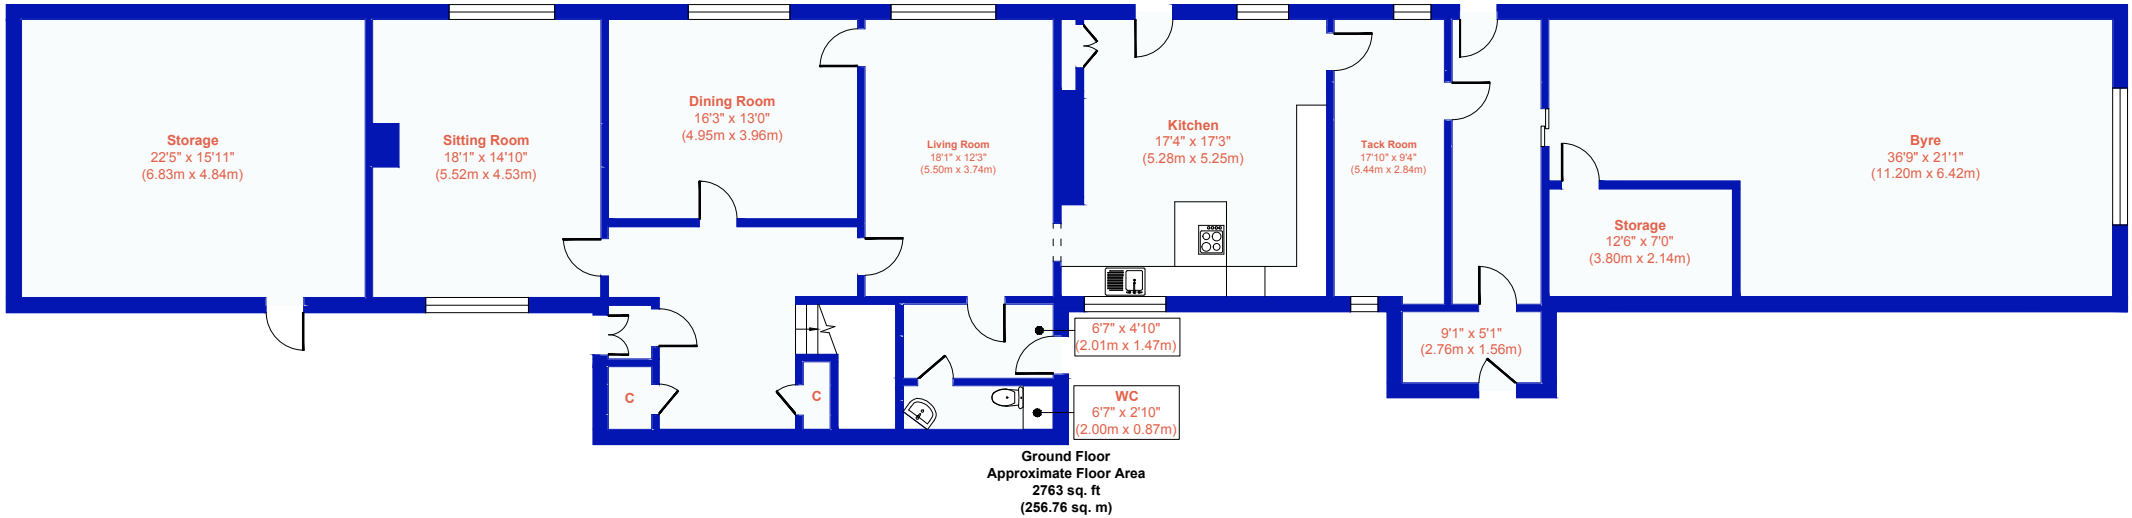 Storage
22'5" x 15'11"
(6.83m x 4.84m)
Sitting Room
18'1" x 14'10"
(5.52m x 4.53m)
Dining Room
16'3" x 13'0"
(4.95m x 3.96m)
Living Room
18'1" x 12'3"
(5.50m x 3.74m)
Kitchen
17'4" x 17'3"
(5.28m x 5.25m)
Tack Room
17'10" x 9'4"
(5.44m x 2.84m)
Byre
36'9" x 21'1"
(11.20m x 6.42m)
Storage
12'6" x 7'0"
(3.80m x 2.14m)
6'7" x 4'10"
(2.01m x 1.47m)
9'1" x 5'1"
(2.76m x 1.56m)
C
C
WC
6'7" x 2'10"
(2.00m x 0.87m)
Ground Floor
Approximate Floor Area
2763 sq. ft
(256.76 sq. m)